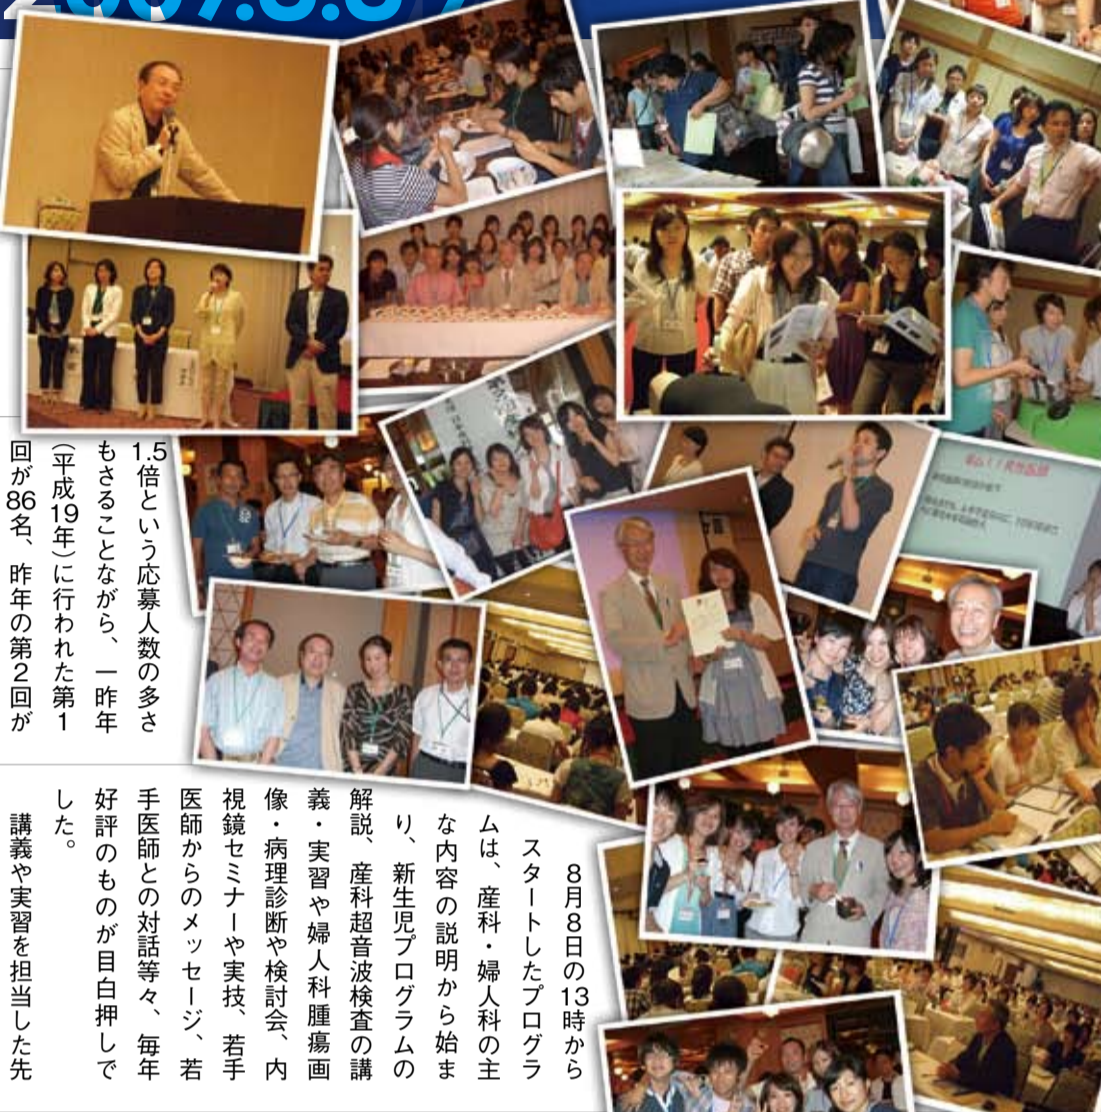 2009.8.8
1.5倍という応募人数の多さ
もさることながら、一昨年
（平成19年）に行われた第1
回が86名、昨年の第2回が
8月8日の13時から
スタートしたプログラ
ムは、産科・婦人科の主
な内容の説明から始ま
り、新生児プログラムの
解説、産科超音波検査の講
義・実習や婦人科腫瘍画
像・病理診断や検討会、内
視鏡セミナーや実技、若手
医師からのメッセージ、若
手医師との対話等々、毎年
好評のものが目白押しで
した。
講義や実習を担当した先